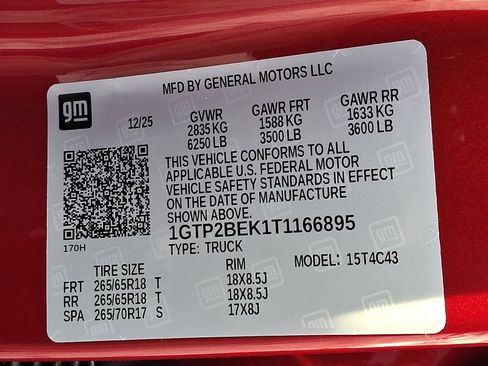 MFD BY GENERAL MOTORS LLC
gm
12/25 GVWR GAWR FRT GAWR RR
2835 KG 1588 KG 1633 KG
6250 LB 3500 LB 3600 LB
THIS VEHICLE CONFORMS TO ALL
APPLICABLE U.S. FEDERAL MOTOR
VEHICLE SAFETY STANDARDS IN EFFECT
ON THE DATE OF MANUFACTURE
SHOWN ABOVE.
170H
1GTP2BEK1T1166895
TYPE: TRUCK
TIRE SIZE RIM MODEL: 15T4C43
FRT 265/65R18 T 18X8.5J
RR 265/65R18 T 18X8.5J
SPA 265/70R17 S 17X8J